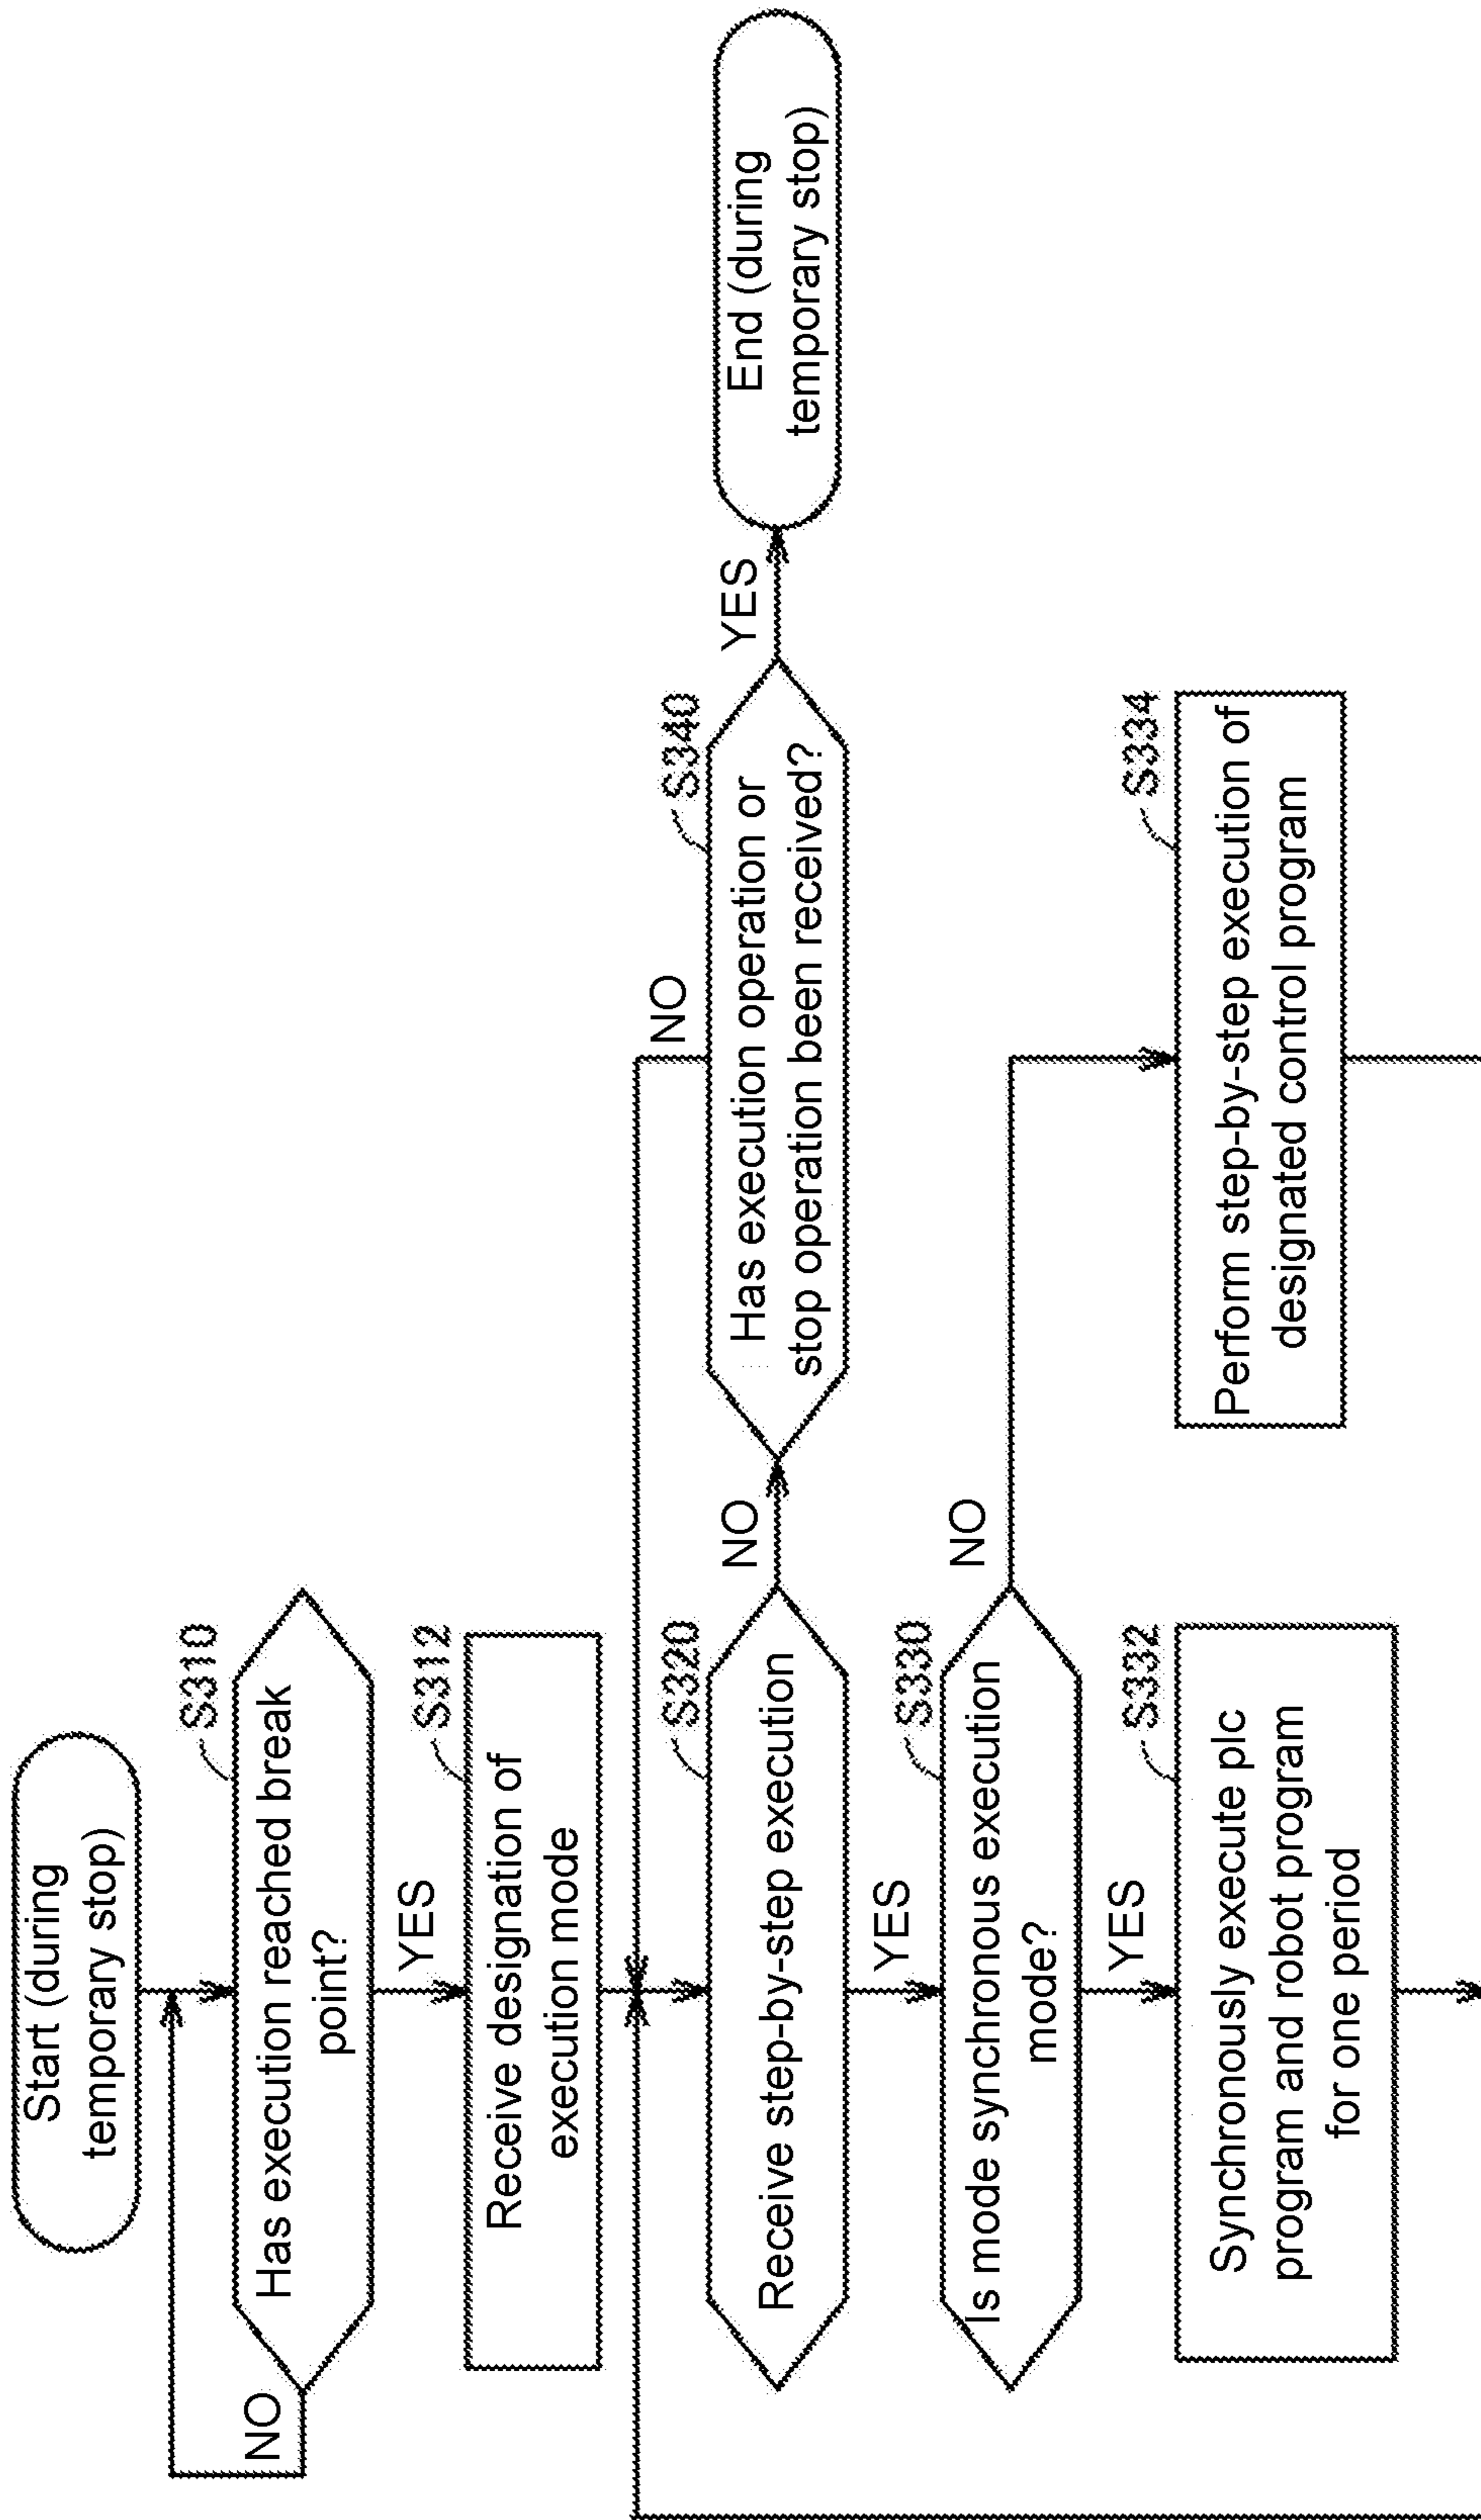 Start (during
temporary stop)
S310
Has execution reached break
point?
NO
YES
S312
Receive designation of
execution mode
S320
Receive step-by-step execution
NO
YES
S340
Has execution operation or
stop operation been received?
NO
YES
End (during
temporary stop)
S330
Is mode synchronous execution
mode?
NO
YES
S332
Synchronously execute plc
program and robot program
for one period
S334
Perform step-by-step execution of
designated control program